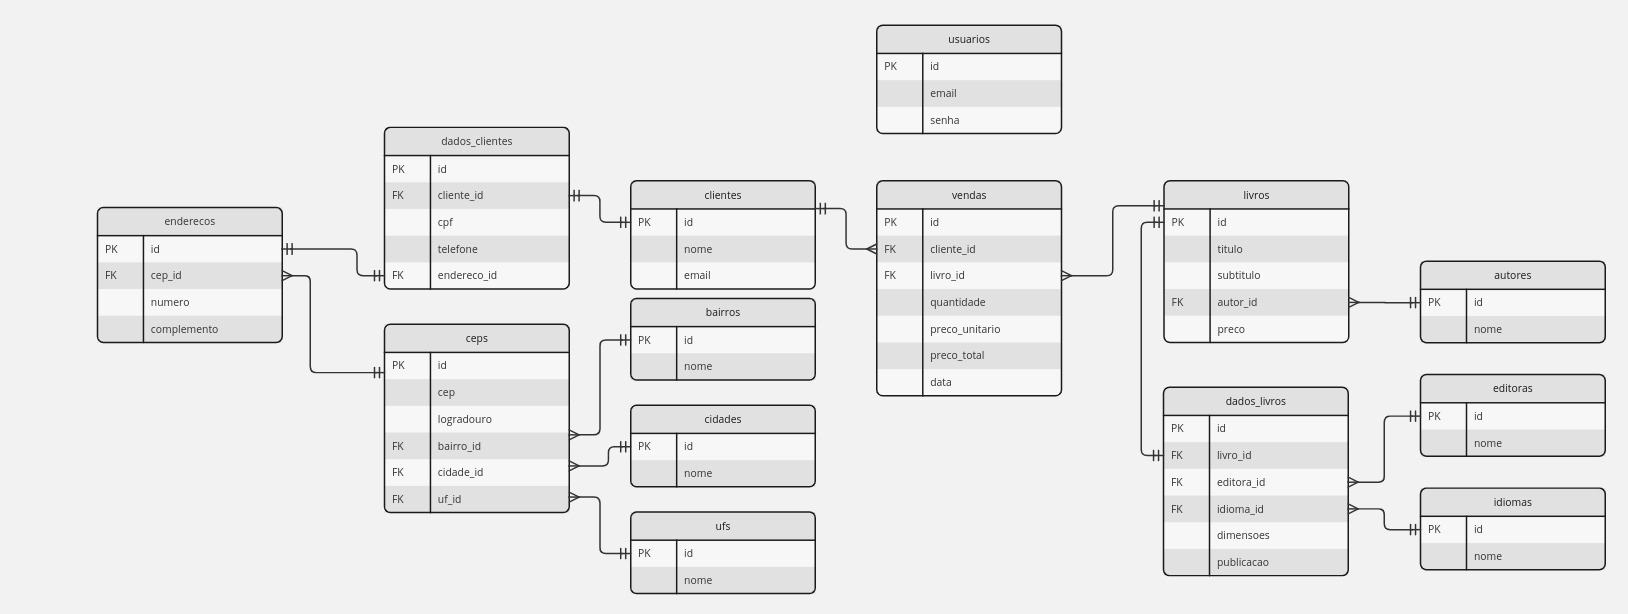 usuarios
PK id
email
senha
dados_clientes
PK id
FK cliente_id
cpf
telefone
FK endereco_id
enderecos
PK id
FK cep_id
numero
complemento
clientes
PK id
nome
email
vendas
PK id
FK cliente_id
FK livro_id
quantidade
preco_unitario
preco_total
data
livros
PK id
titulo
subtitulo
FK autor_id
preco
autores
PK id
nome
bairros
PK id
nome
ceps
PK id
cep
logradouro
FK bairro_id
FK cidade_id
FK uf_id
cidades
PK id
nome
ufs
PK id
nome
dados_livros
PK id
FK livro_id
FK editora_id
FK idioma_id
dimensoes
publicacao
editoras
PK id
nome
idiomas
PK id
nome